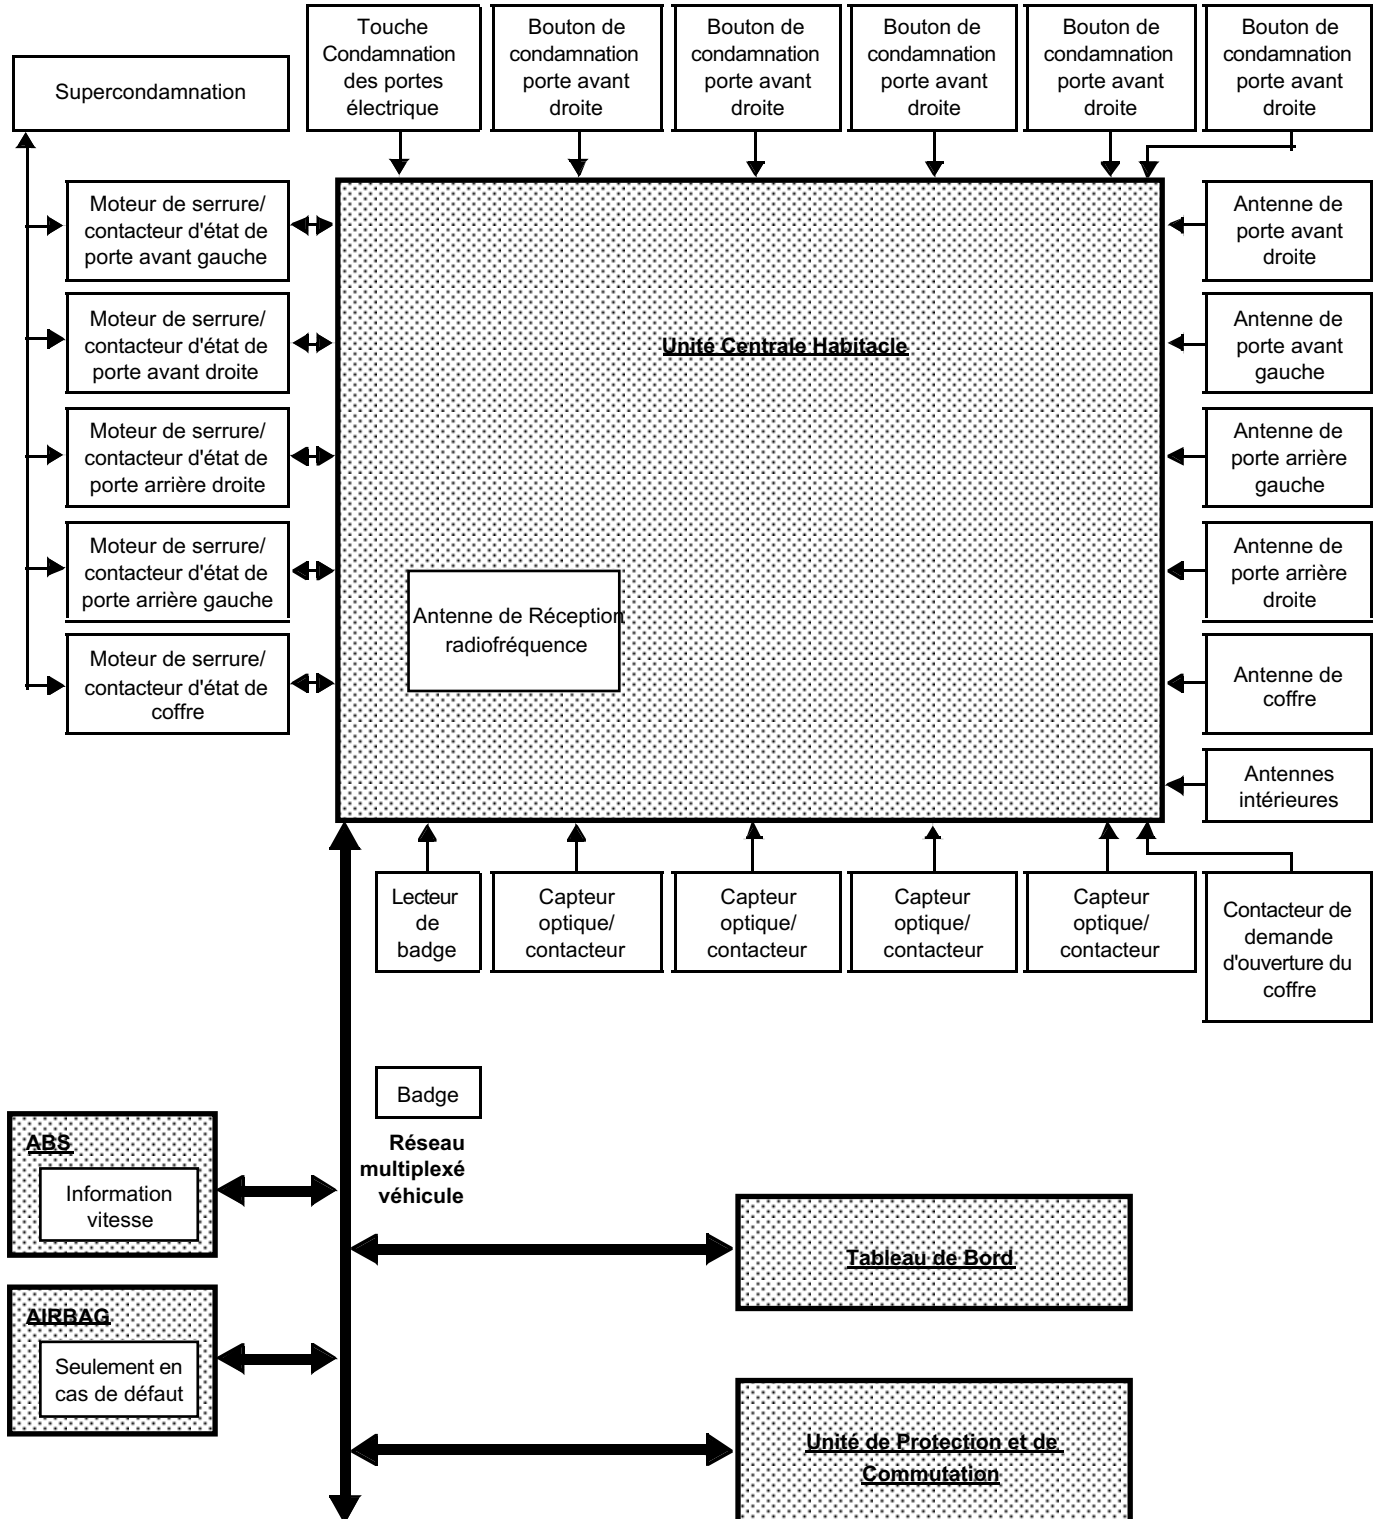 Touche
Condamnation
des portes
électrique
Bouton de
condamnation
porte avant
droite
Bouton de
condamnation
porte avant
droite
Bouton de
condamnation
porte avant
droite
Bouton de
condamnation
porte avant
droite
Bouton de
condamnation
porte avant
droite
Supercondamnation
Moteur de serrure/
contacteur d'état de
porte avant gauche
Moteur de serrure/
contacteur d'état de
porte avant droite
Moteur de serrure/
contacteur d'état de
porte arrière droite
Moteur de serrure/
contacteur d'état de
porte arrière gauche
Moteur de serrure/
contacteur d'état de
coffre
Unité Centrale Habitacle
Antenne de Réception
radiofréquence
Antenne de
porte avant
droite
Antenne de
porte avant
gauche
Antenne de
porte arrière
gauche
Antenne de
porte arrière
droite
Antenne de
coffre
Antennes
intérieures
Lecteur
de
badge
Capteur
optique/
contacteur
Capteur
optique/
contacteur
Capteur
optique/
contacteur
Capteur
optique/
contacteur
Contacteur de
demande
d'ouverture du
coffre
Badge
Réseau
multiplexé
véhicule
ABS
Information
vitesse
AIRBAG
Seulement en
cas de défaut
Tableau de Bord
Unité de Protection et de
Commutation